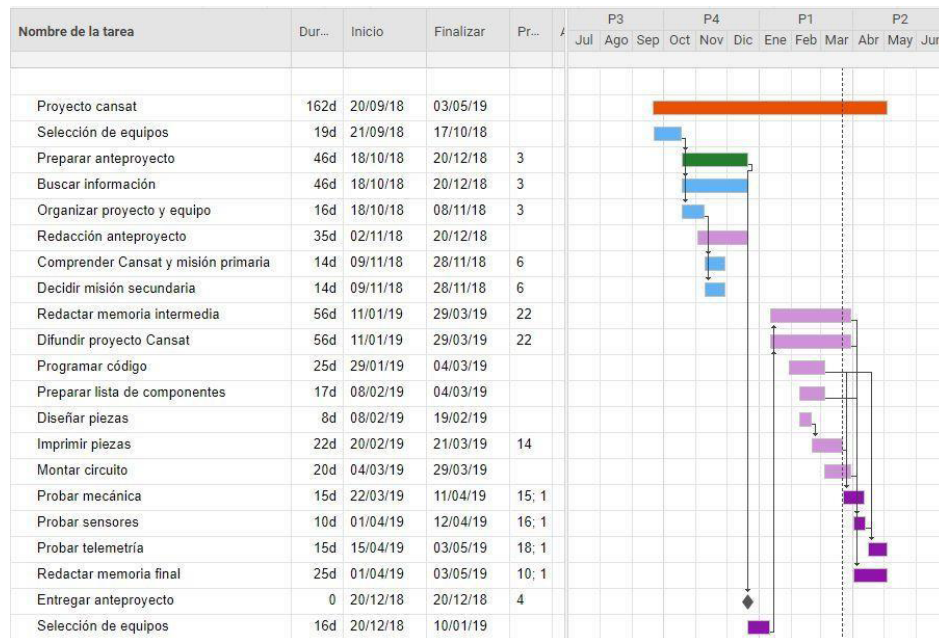 P3 P4 P1 P2
Nombre de la tarea Dur... Inicio Finalizar Pr...
Jul Ago Sep Oct Nov Dic Ene Feb Mar Abr May Jun
Proyecto cansat 162d 20/09/18 03/05/19
Selección de equipos 19d 21/09/18 17/10/18
Preparar anteproyecto 46d 18/10/18 20/12/18 3
Buscar información 46d 18/10/18 20/12/18 3
Organizar proyecto y equipo 16d 18/10/18 08/11/18 3
Redacción anteproyecto 35d 02/11/18 20/12/18
Comprender Cansat y misión primaria 14d 09/11/18 28/11/18 6
Decidir misión secundaria 14d 09/11/18 28/11/18 6
Redactar memoria intermedia 56d 11/01/19 29/03/19 22
Difundir proyecto Cansat 56d 11/01/19 29/03/19 22
Programar código 25d 29/01/19 04/03/19
Preparar lista de componentes 17d 08/02/19 04/03/19
Diseñar piezas 8d 08/02/19 19/02/19
Imprimir piezas 22d 20/02/19 21/03/19 14
Montar circuito 20d 04/03/19 29/03/19
Probar mecánica 15d 22/03/19 11/04/19 15; 1
Probar sensores 10d 01/04/19 12/04/19 16; 1
Probar telemetría 15d 15/04/19 03/05/19 18; 1
Redactar memoria final 25d 01/04/19 03/05/19 10; 1
Entregar anteproyecto 0 20/12/18 20/12/18 4
Selección de equipos 16d 20/12/18 10/01/19